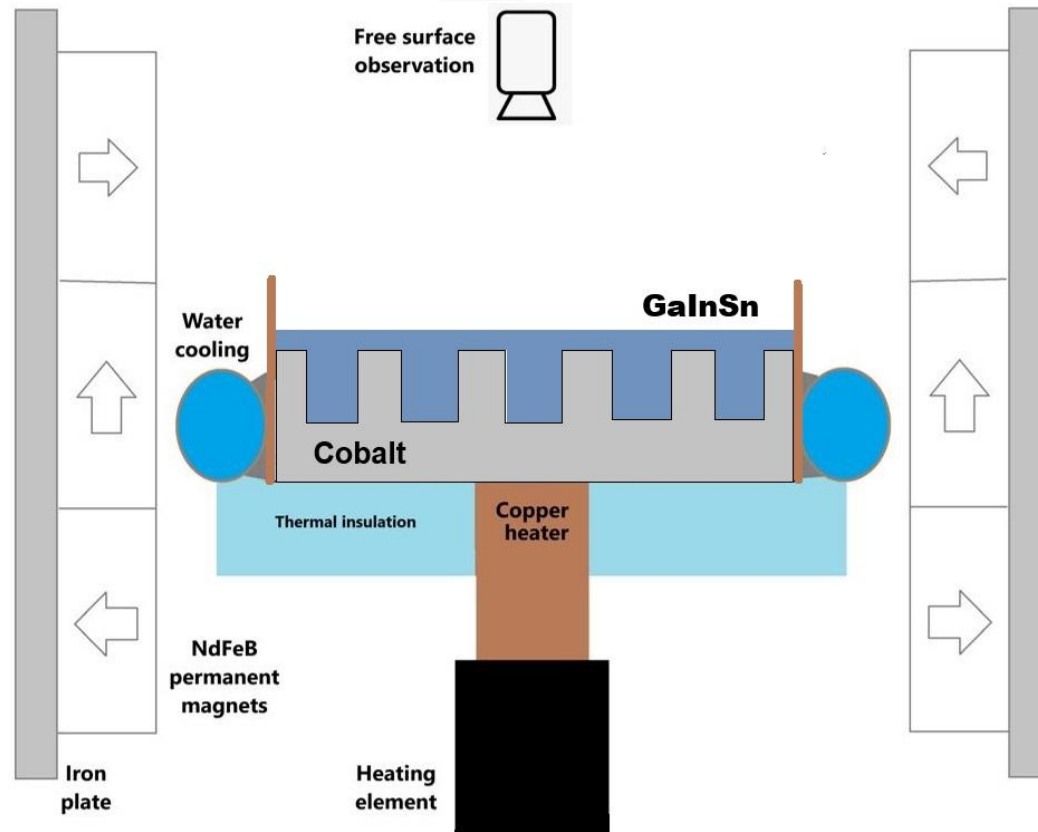 Free surface
observation
GaInSn
Water
cooling
Cobalt
Thermal insulation
Copper
heater
NdFeB
permanent
magnets
Iron
plate
Heating
element